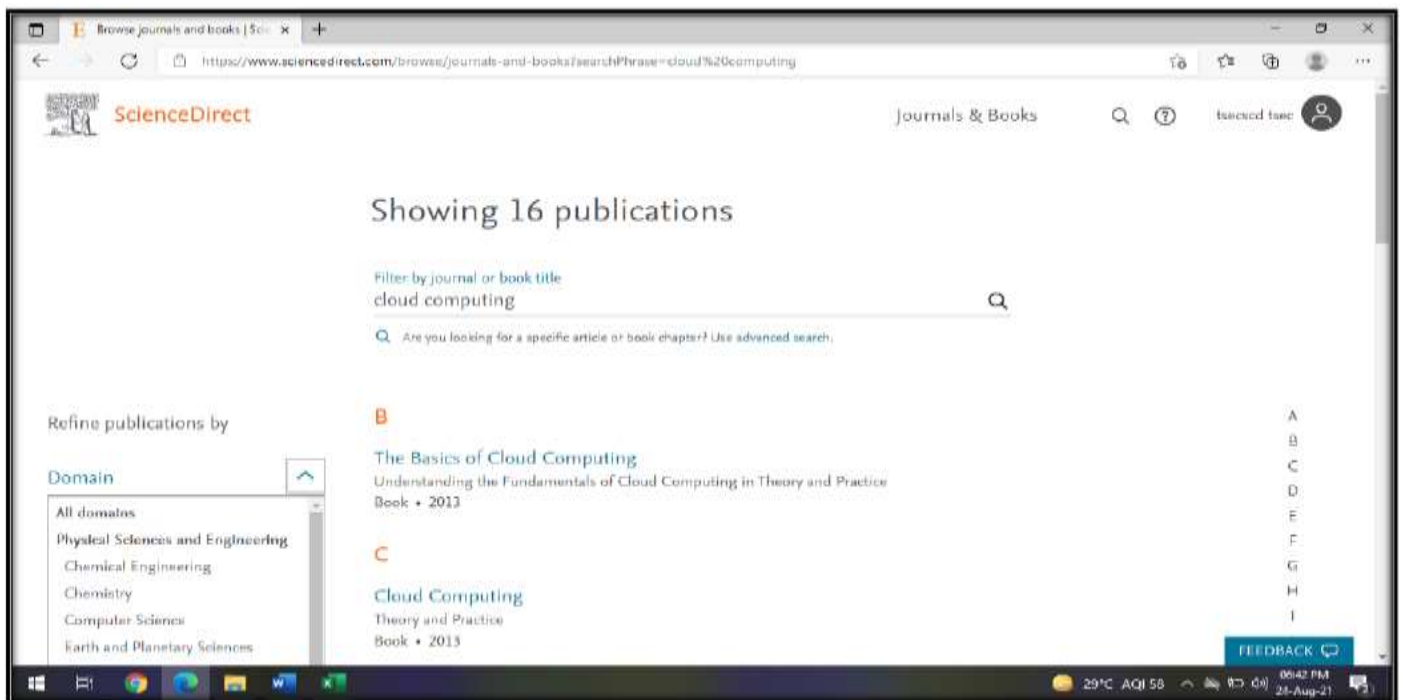 Browse journals and books | Scie
https://www.sciencedirect.com/browse/journals-and-books?searchPhrase=cloud%20computing
ScienceDirect
Journals & Books
tsecxcd tsec
Showing 16 publications
Filter by journal or book title
cloud computing
Are you looking for a specific article or book chapter? Use advanced search.
Refine publications by
Domain
All domains
Physical Sciences and Engineering
Chemical Engineering
Chemistry
Computer Science
Earth and Planetary Sciences
B
The Basics of Cloud Computing
Understanding the Fundamentals of Cloud Computing in Theory and Practice
Book • 2013
C
Cloud Computing
Theory and Practice
Book • 2013
A
B
C
D
E
F
G
H
I
FEEDBACK
29°C AQI 58
06:42 PM